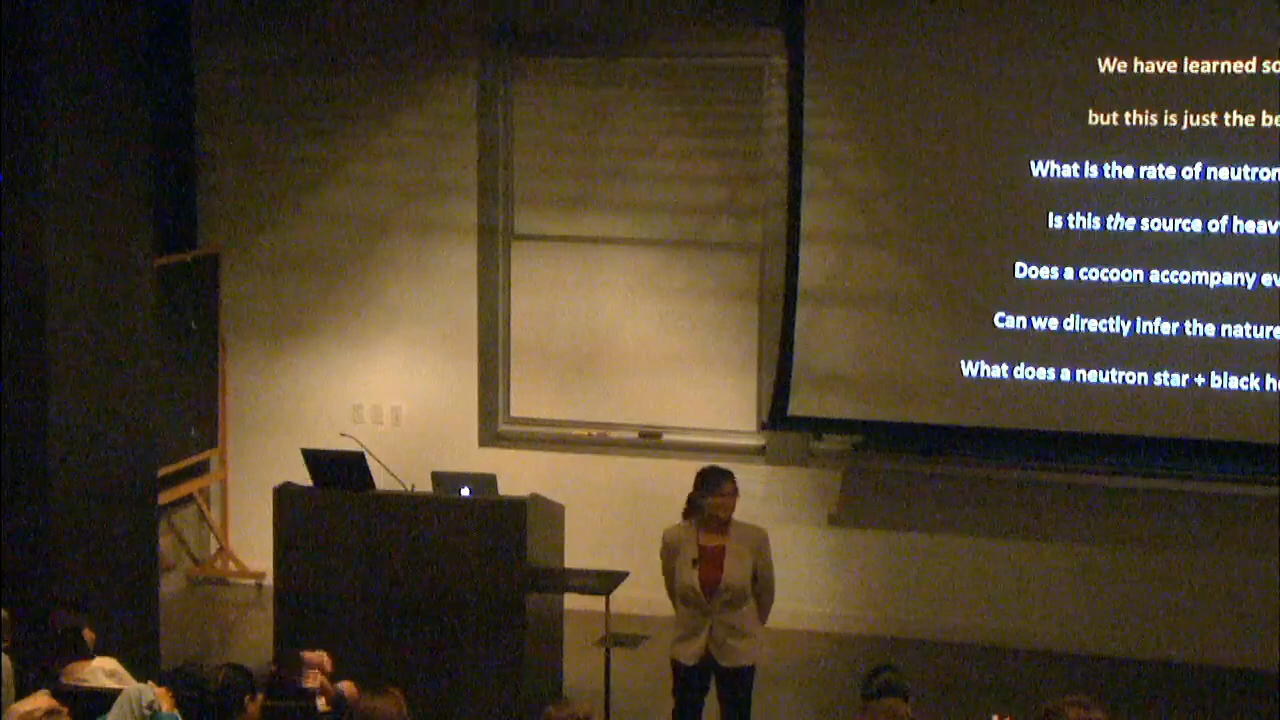 We have learned so
but this is just the be
What is the rate of neutron
Is this the source of heav
Does a cocoon accompany ev
Can we directly infer the nature
What does a neutron star + black h